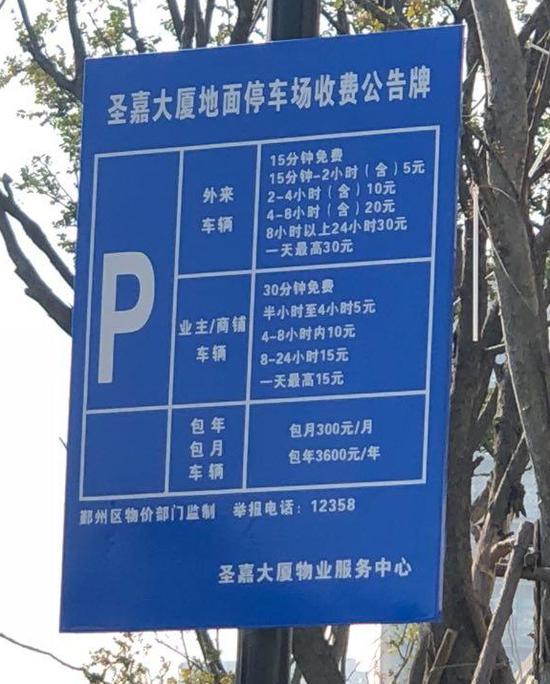 圣嘉大厦地面停车场收费公告牌
P
外来
车辆
15分钟免费
15分钟-2小时(含)5元
2-4小时(含)10元
4-8小时(含)20元
8小时以上24小时30元
一天最高30元
业主/商铺
车辆
30分钟免费
半小时至4小时5元
4-8小时内10元
8-24小时15元
一天最高15元
包年
包月
车辆
包月300元/月
包年3600元/年
鄞州区物价部门监制 举报电话:12358
圣嘉大厦物业服务中心